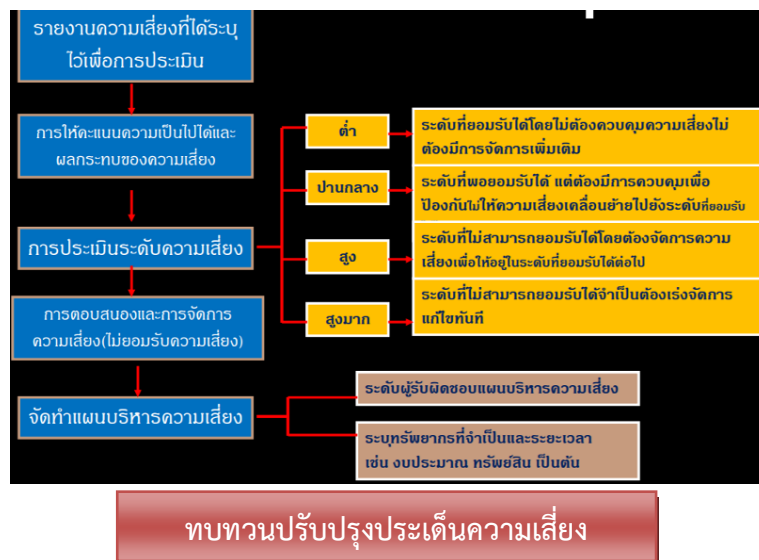 รายงานความเสี่ยงที่ได้ระบุ
ไว้เพื่อการประเมิน
การให้คะแนนความเป็นไปได้และ
ผลกระทบของความเสี่ยง
การประเมินระดับความเสี่ยง
ต่ำ
ระดับที่ยอมรับได้โดยไม่ต้องควบคุมความเสี่ยงไม่
ต้องมีการจัดการเพิ่มเติม
ปานกลาง
ระดับที่พอยอมรับได้ แต่ต้องมีการควบคุมเพื่อ
ป้องกันไม่ให้ความเสี่ยงเคลื่อนย้ายไปยังระดับที่ยอมรับ
สูง
ระดับที่ไม่สามารถยอมรับได้โดยต้องจัดการความ
เสี่ยงเพื่อให้อยู่ในระดับที่ยอมรับได้ต่อไป
สูงมาก
ระดับที่ไม่สามารถยอมรับได้จำเป็นต้องเร่งจัดการ
แก้ไขทันที
การตอบสนองและการจัดการ
ความเสี่ยง(ไม่ยอมรับความเสี่ยง)
จัดทำแผนบริหารความเสี่ยง
ระดับผู้รับผิดชอบแผนบริหารความเสี่ยง
ระบุทรัพยากรที่จำเป็นและระยะเวลา
เช่น งบประมาณ ทรัพย์สิน เป็นต้น
ทบทวนปรับปรุงประเด็นความเสี่ยง